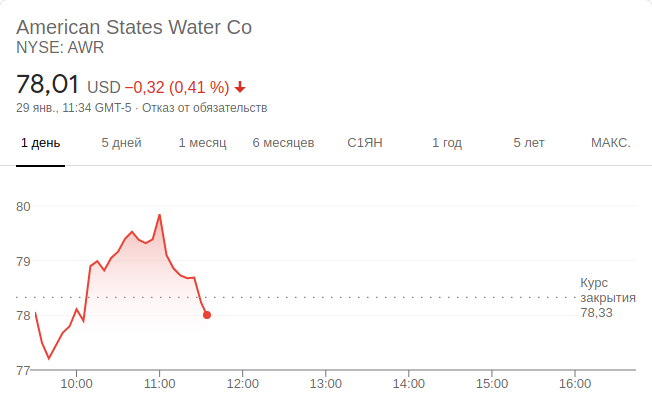 American States Water Co
NYSE: AWR
78,01 USD −0,32 (0,41 %)
29 янв., 11:34 GMT-5 · Отказ от обязательств
1 день 5 дней 1 месяц 6 месяцев С1ЯН 1 год 5 лет МАКС.
80
79
78
77
Курс
закрытия
78,33
10:00 11:00 12:00 13:00 14:00 15:00 16:00